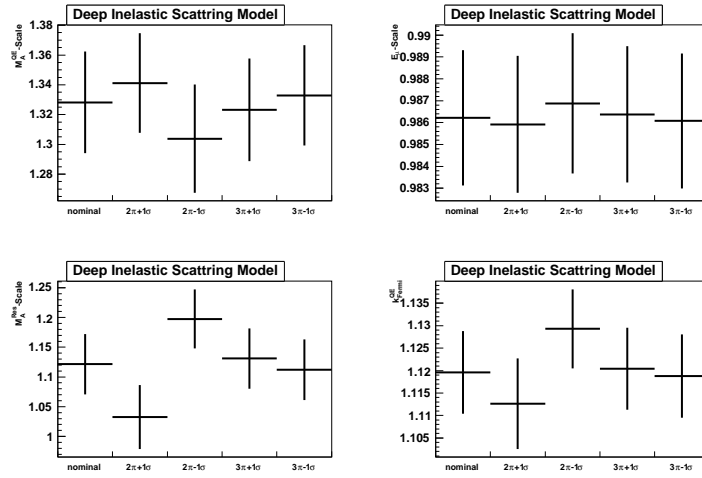 Deep Inelastic Scattring Model
M_A^QE-Scale
1.38
1.36
1.34
1.32
1.3
1.28
nominal 2π+1σ 2π-1σ 3π+1σ 3π-1σ
Deep Inelastic Scattring Model
-Scale
0.99
0.989
0.988
0.987
0.986
0.985
0.984
0.983
nominal 2π+1σ 2π-1σ 3π+1σ 3π-1σ
Deep Inelastic Scattring Model
M_A^Res-Scale
1.25
1.2
1.15
1.1
1.05
1
nominal 2π+1σ 2π-1σ 3π+1σ 3π-1σ
Deep Inelastic Scattring Model
k_Fermi^QE
1.135
1.13
1.125
1.12
1.115
1.11
1.105
nominal 2π+1σ 2π-1σ 3π+1σ 3π-1σ